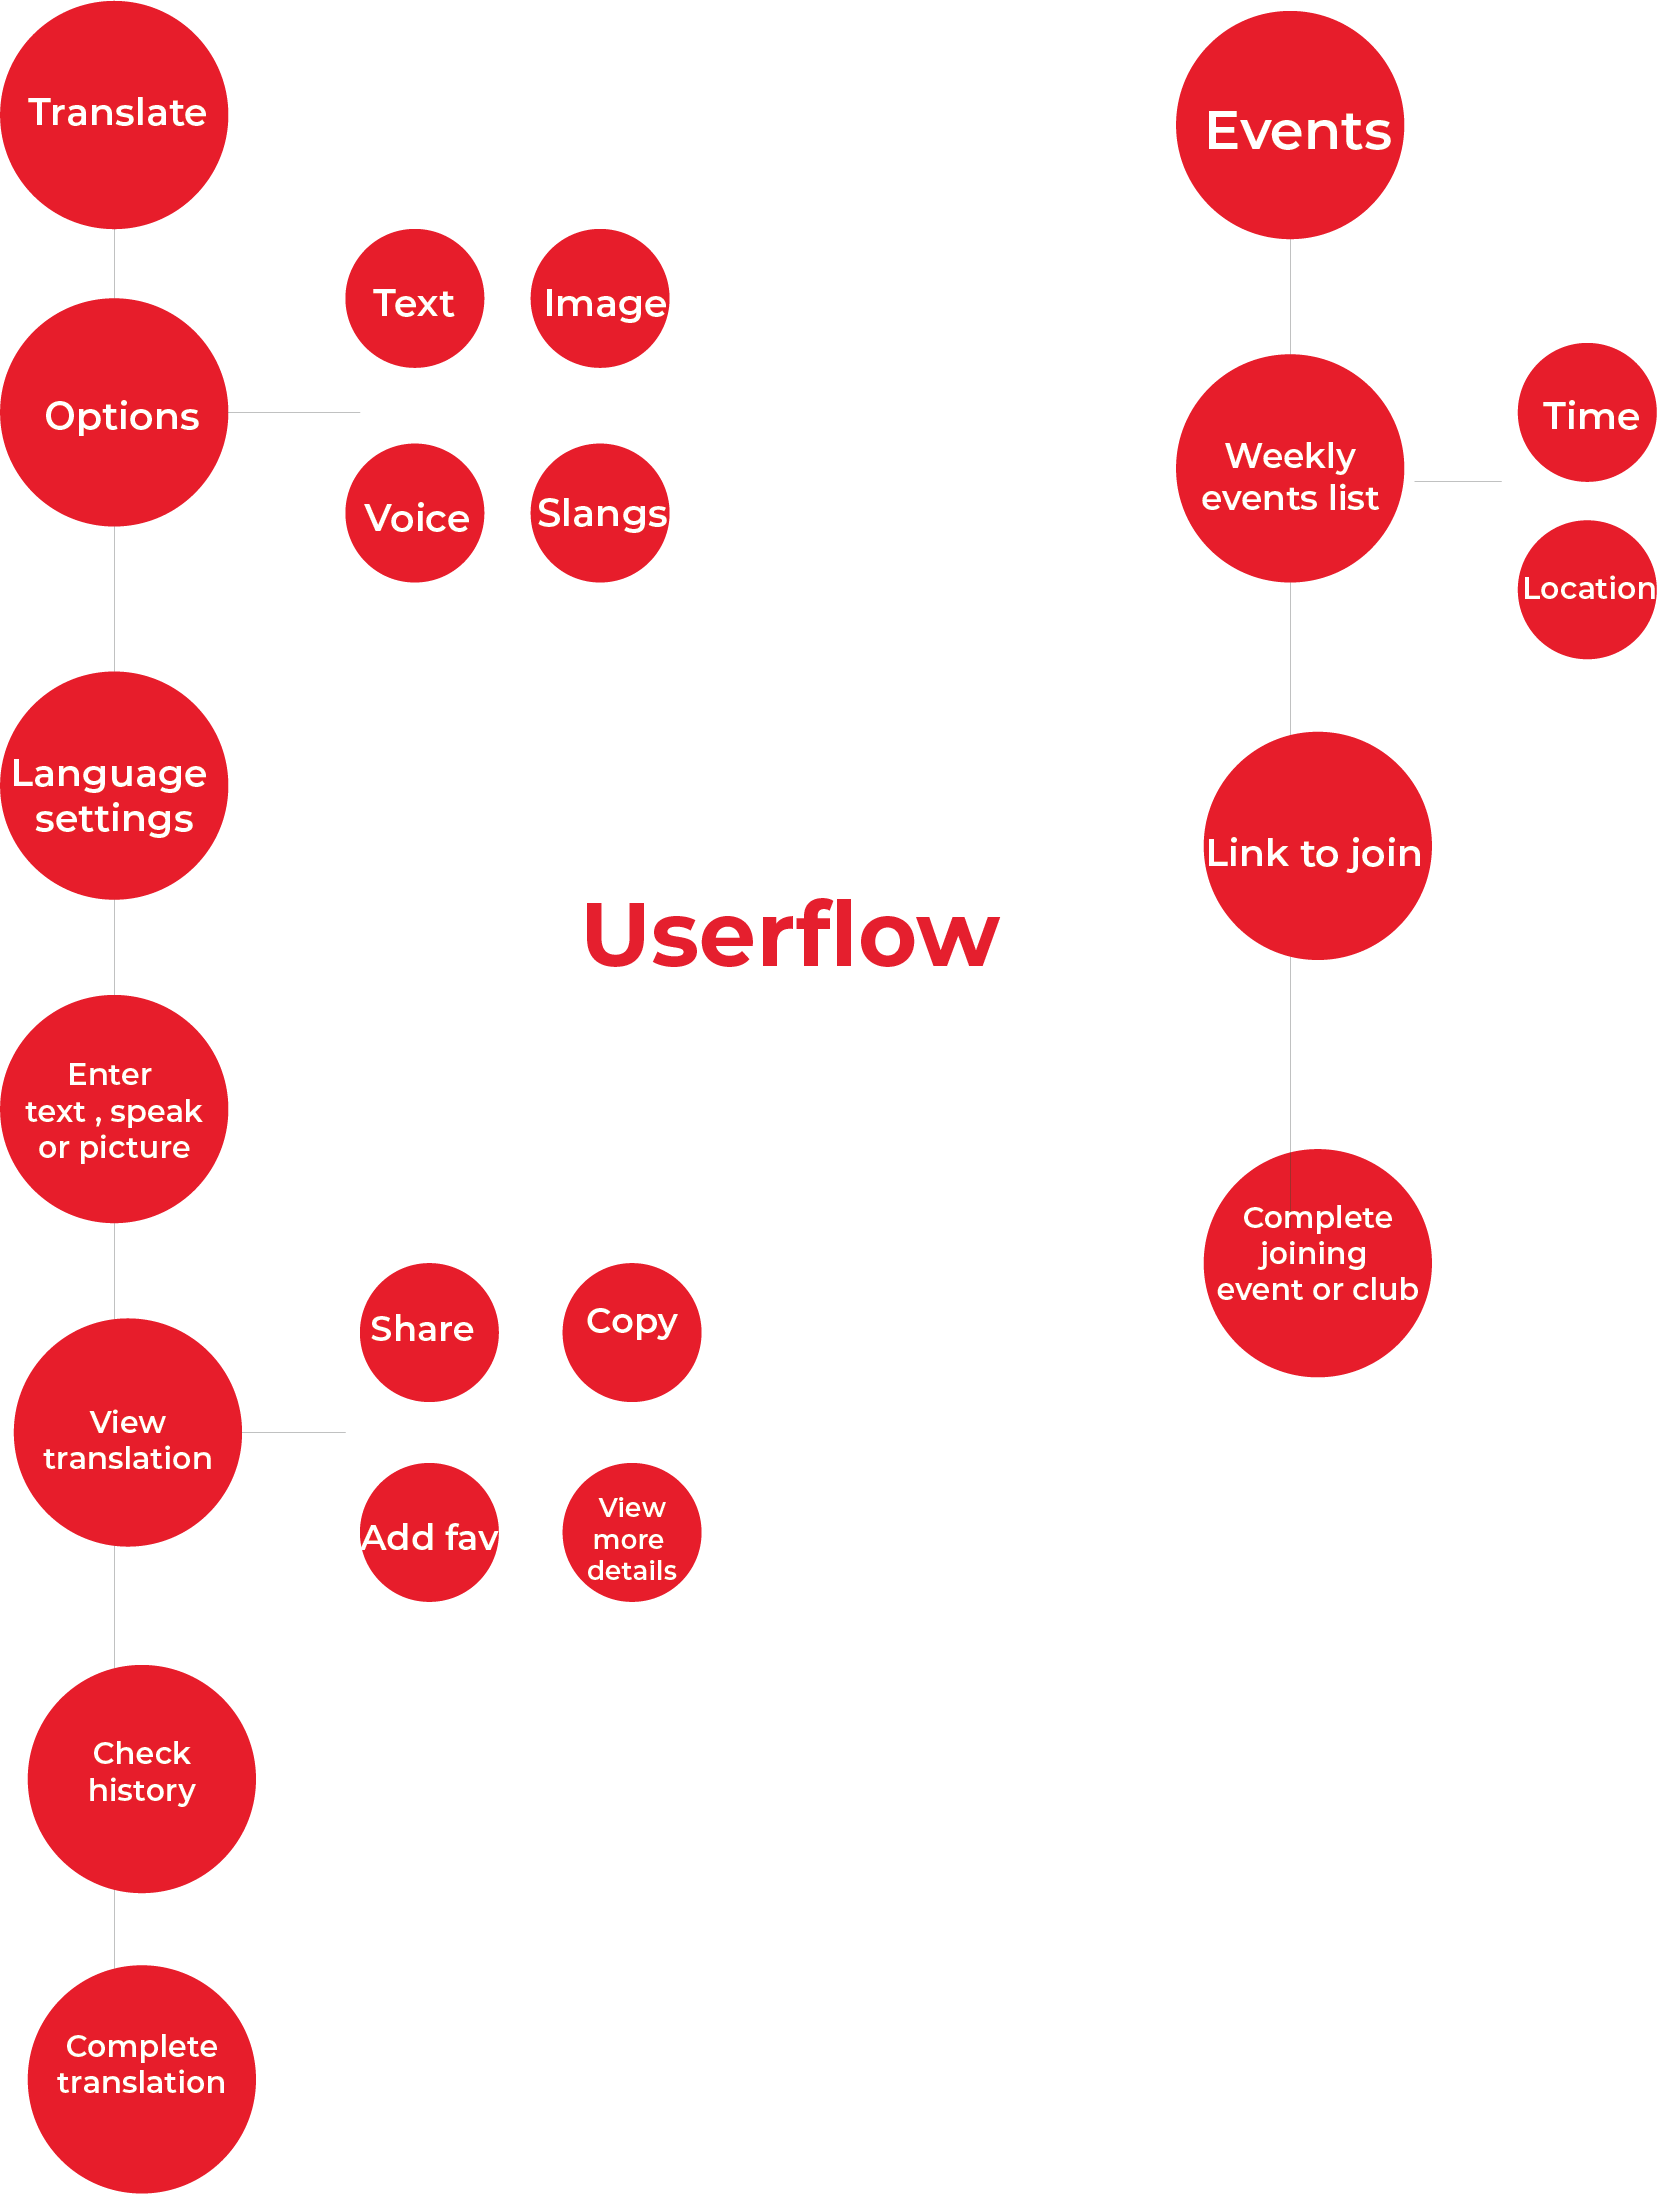 Translate
Options
Text
Image
Voice
Slangs
Language
settings
Enter
text , speak
or picture
View
translation
Share
Copy
Add fav
View
more
details
Check
history
Complete
translation
Userflow
Events
Weekly
events list
Time
Location
Link to join
Complete
joining
event or club